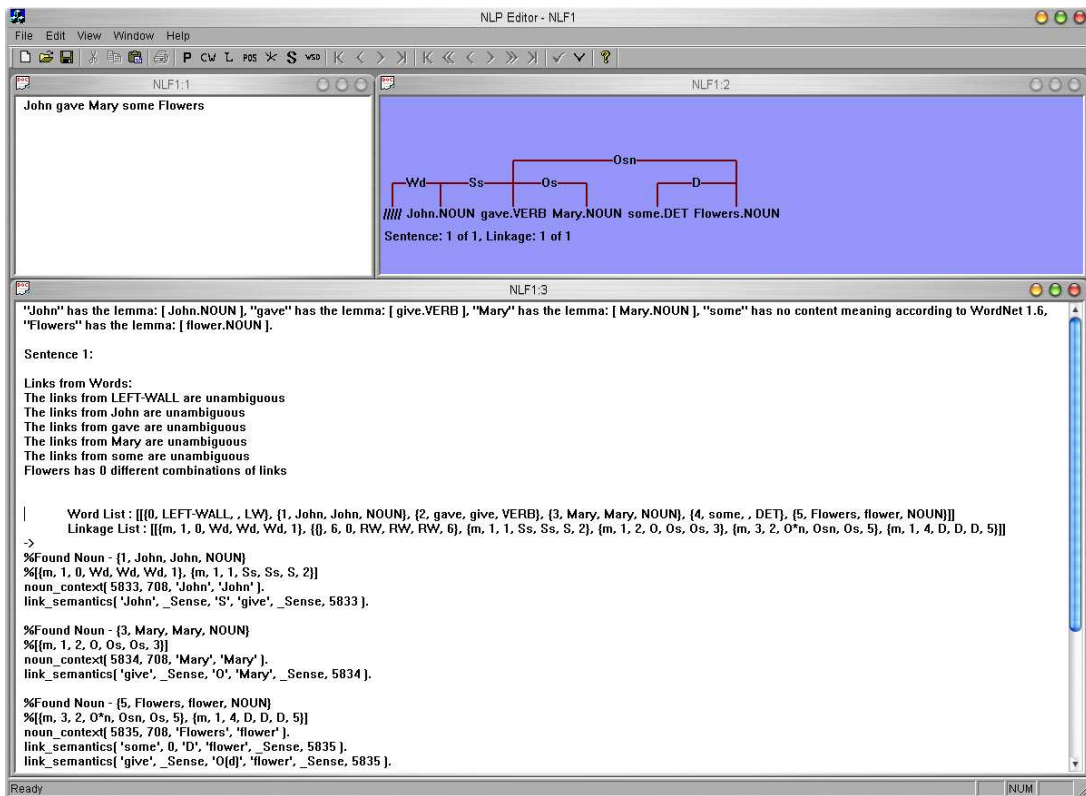 NLP Editor - NLF1
File Edit View Window Help
P CW L POS S WSD
NLF1:1
John gave Mary some Flowers
NLF1:2
Osn
Wd Ss Os D
///// John.NOUN gave.VERB Mary.NOUN some.DET Flowers.NOUN
Sentence: 1 of 1, Linkage: 1 of 1
NLF1:3
"John" has the lemma: [ John.NOUN ], "gave" has the lemma: [ give.VERB ], "Mary" has the lemma: [ Mary.NOUN ], "some" has no content meaning according to WordNet 1.6,
"Flowers" has the lemma: [ flower.NOUN ].
Sentence 1:
Links from Words:
The links from LEFT-WALL are unambiguous
The links from John are unambiguous
The links from gave are unambiguous
The links from Mary are unambiguous
The links from some are unambiguous
Flowers has 0 different combinations of links
Word List : [[{0, LEFT-WALL, , LW}, {1, John, John, NOUN}, {2, gave, give, VERB}, {3, Mary, Mary, NOUN}, {4, some, , DET}, {5, Flowers, flower, NOUN}]]
Linkage List : [[{m, 1, 0, Wd, Wd, Wd, 1}, {{}, 6, 0, RW, RW, RW, 6}, {m, 1, 1, Ss, Ss, S, 2}, {m, 1, 2, O, Os, Os, 3}, {m, 3, 2, O*n, Osn, Os, 5}, {m, 1, 4, D, D, D, 5}]]
->
%Found Noun - {1, John, John, NOUN}
%[{m, 1, 0, Wd, Wd, Wd, 1}, {m, 1, 1, Ss, Ss, S, 2}]
noun_context( 5833, 708, 'John', 'John' ).
link_semantics( 'John', _Sense, 'S', 'give', _Sense, 5833 ).
%Found Noun - {3, Mary, Mary, NOUN}
%[{m, 1, 2, O, Os, Os, 3}]
noun_context( 5834, 708, 'Mary', 'Mary' ).
link_semantics( 'give', _Sense, 'O', 'Mary', _Sense, 5834 ).
%Found Noun - {5, Flowers, flower, NOUN}
%[{m, 3, 2, O*n, Osn, Os, 5}, {m, 1, 4, D, D, D, 5}]
noun_context( 5835, 708, 'Flowers', 'flower' ).
link_semantics( 'some', 0, 'D', 'flower', _Sense, 5835 ).
link_semantics( 'give', _Sense, 'O(d)', 'flower', _Sense, 5835 ).
Ready NUM